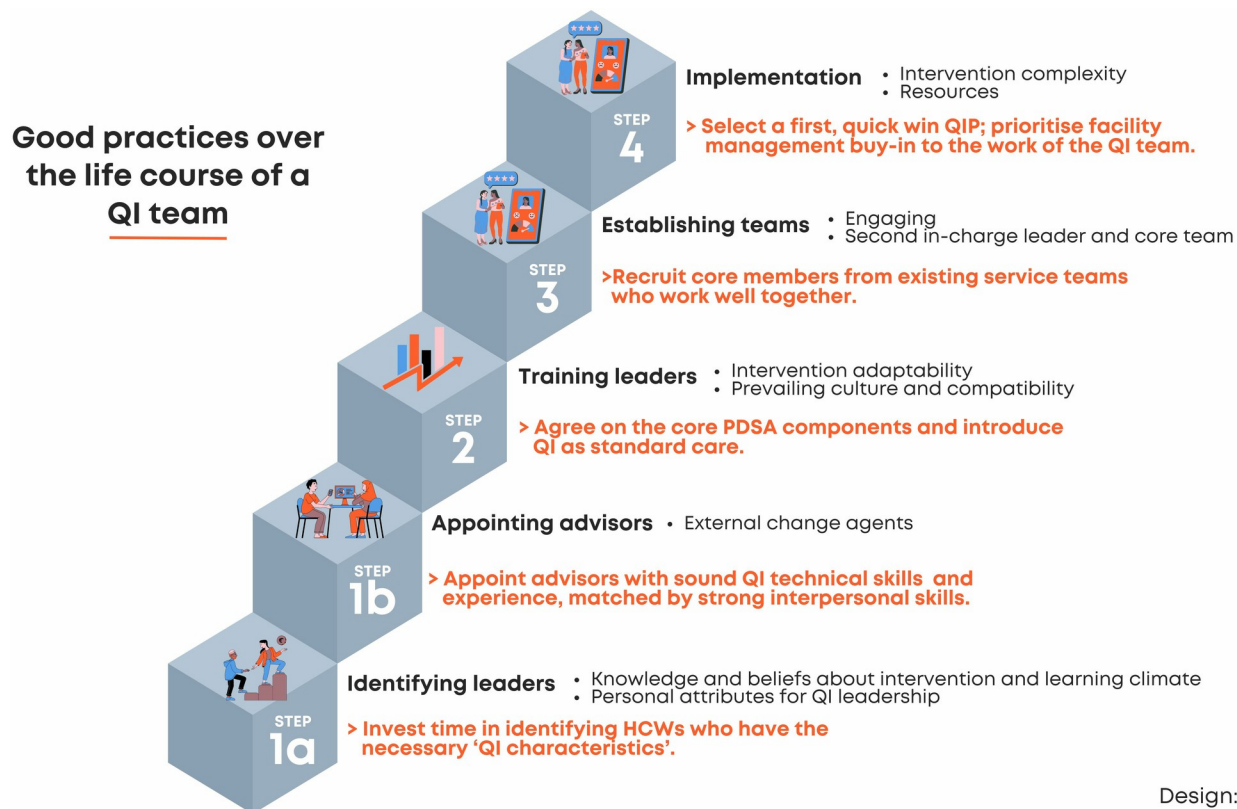 Good practices over
the life course of a
QI team
STEP
4
Implementation
• Intervention complexity
• Resources
> Select a first, quick win QIP; prioritise facility
management buy-in to the work of the QI team.
STEP
3
Establishing teams
• Engaging
• Second in-charge leader and core team
>Recruit core members from existing service teams
who work well together.
STEP
2
Training leaders
• Intervention adaptability
• Prevailing culture and compatibility
> Agree on the core PDSA components and introduce
QI as standard care.
STEP
1b
Appointing advisors
• External change agents
> Appoint advisors with sound QI technical skills and
experience, matched by strong interpersonal skills.
STEP
1a
Identifying leaders
• Knowledge and beliefs about intervention and learning climate
• Personal attributes for QI leadership
> Invest time in identifying HCWs who have the
necessary ‘QI characteristics’.
Design: